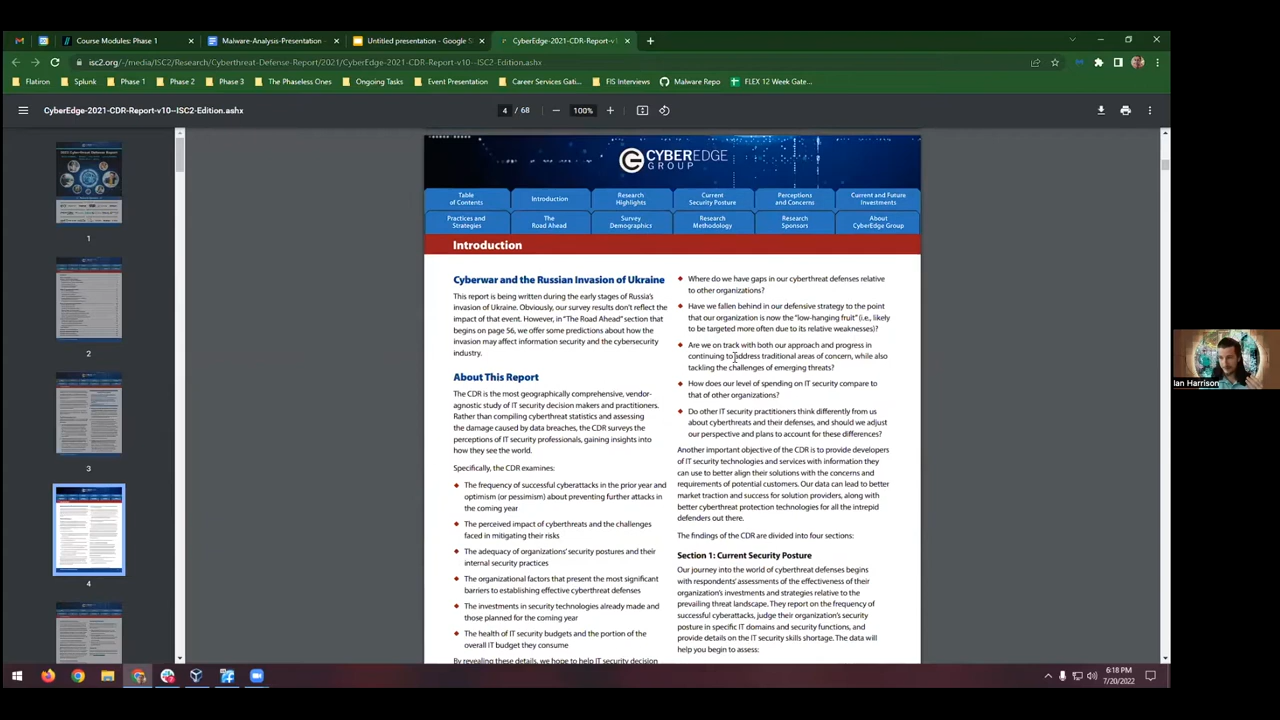 Course Modules: Phase 1
Malware-Analysis-Presentation -
Untitled presentation - Google S
CyberEdge-2021-CDR-Report-v1
isc2.org/-/media/ISC2/Research/Cyberthreat-Defense-Report/2021/CyberEdge-2021-CDR-Report-v10--ISC2-Edition.ashx
Flatiron
Splunk
Phase 1
Phase 2
Phase 3
The Phaseless Ones
Ongoing Tasks
Event Presentation
Career Services Gati...
FIS Interviews
Malware Repo
FLEX 12 Week Gate...
CyberEdge-2021-CDR-Report-v10--ISC2-Edition.ashx
4 / 68
100%
1
2
3
4
CYBEREDGE
GROUP
Table
of Contents
Introduction
Research
Highlights
Current
Security Posture
Perceptions
and Concerns
Current and Future
Investments
Practices and
Strategies
The
Road Ahead
Survey
Demographics
Research
Methodology
Research
Sponsors
About
CyberEdge Group
Introduction
Cyberwar and the Russian Invasion of Ukraine
This report is being written during the early stages of Russia's
invasion of Ukraine. Obviously, our survey results don't reflect the
impact of that event. However, in "The Road Ahead" section that
begins on page 56, we offer some predictions about how the
invasion may affect information security and the cybersecurity
industry.
About This Report
The CDR is the most geographically comprehensive, vendor-
agnostic study of IT security decision makers and practitioners.
Rather than compiling cyberthreat statistics and assessing
the damage caused by data breaches, the CDR surveys the
perceptions of IT security professionals, gaining insights into
how they see the world.
Specifically, the CDR examines:
The frequency of successful cyberattacks in the prior year and
optimism (or pessimism) about preventing further attacks in
the coming year
The perceived impact of cyberthreats and the challenges
faced in mitigating their risks
The adequacy of organizations' security postures and their
internal security practices
The organizational factors that present the most significant
barriers to establishing effective cyberthreat defenses
The investments in security technologies already made and
those planned for the coming year
The health of IT security budgets and the portion of the
overall IT budget they consume
By revealing these details, we hope to help IT security decision
Where do we have gaps in our cyberthreat defenses relative
to other organizations?
Have we fallen behind in our defensive strategy to the point
that our organization is now the "low-hanging fruit" (i.e., likely
to be targeted more often due to its relative weaknesses)?
Are we on track with both our approach and progress in
continuing to address traditional areas of concern, while also
tackling the challenges of emerging threats?
How does our level of spending on IT security compare to
that of other organizations?
Do other IT security practitioners think differently from us
about cyberthreats and their defenses, and should we adjust
our perspective and plans to account for these differences?
Another important objective of the CDR is to provide developers
of IT security technologies and services with information they
can use to better align their solutions with the concerns and
requirements of potential customers. Our data can lead to better
market traction and success for solution providers, along with
better cyberthreat protection technologies for all the intrepid
defenders out there.
The findings of the CDR are divided into four sections:
Section 1: Current Security Posture
Our journey into the world of cyberthreat defenses begins
with respondents' assessments of the effectiveness of their
organization's investments and strategies relative to the
prevailing threat landscape. They report on the frequency of
successful cyberattacks, judge their organization's security
posture in specific IT domains and security functions, and
provide details on the IT security skills shortage. The data will
help you begin to assess:
Ian Harrison
6:18 PM
7/20/2022